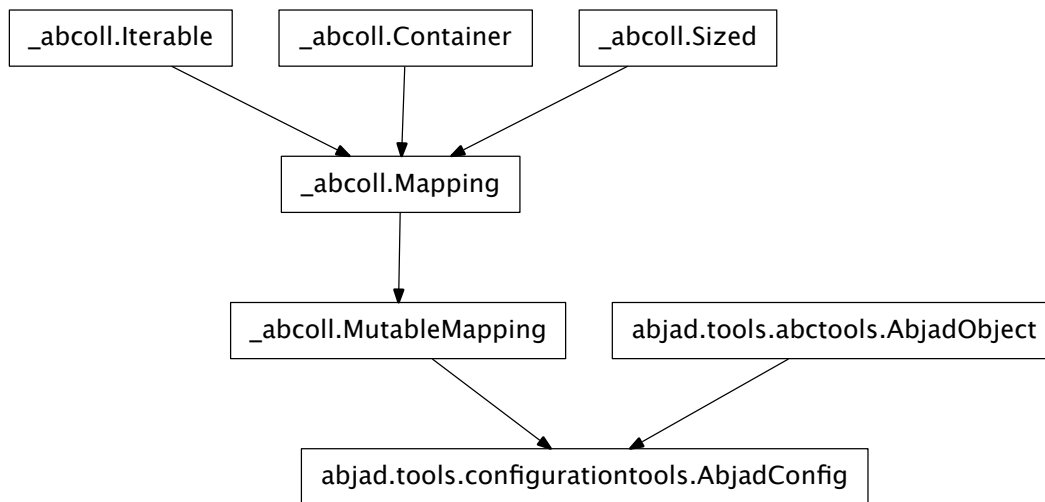 _abcoll.Iterable
_abcoll.Container
_abcoll.Sized
_abcoll.Mapping
_abcoll.MutableMapping
abjad.tools.abctools.AbjadObject
abjad.tools.configurationtools.AbjadConfig